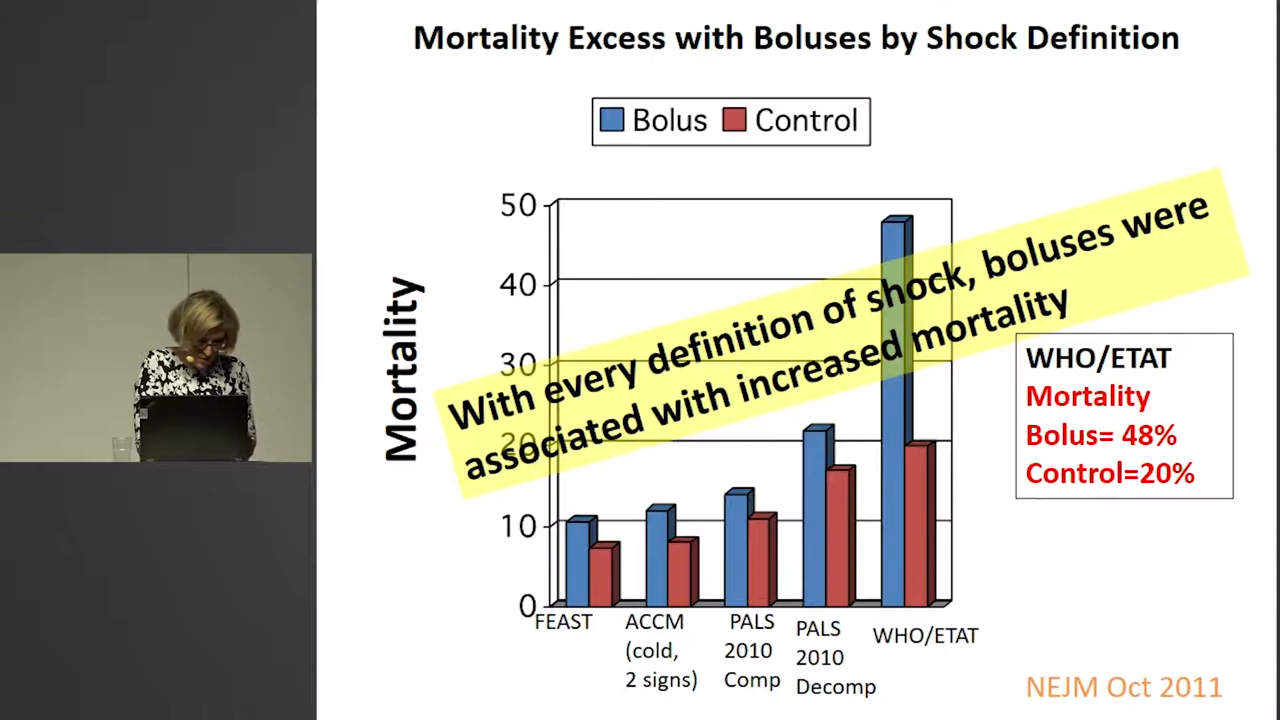 Mortality Excess with Boluses by Shock Definition
Bolus Control
Mortality
50
40
30
20
10
0
With every definition of shock, boluses were
associated with increased mortality
WHO/ETAT
Mortality
Bolus= 48%
Control=20%
FEAST
ACCM
(cold,
2 signs)
PALS
2010
Comp
PALS
2010
Decomp
WHO/ETAT
NEJM Oct 2011